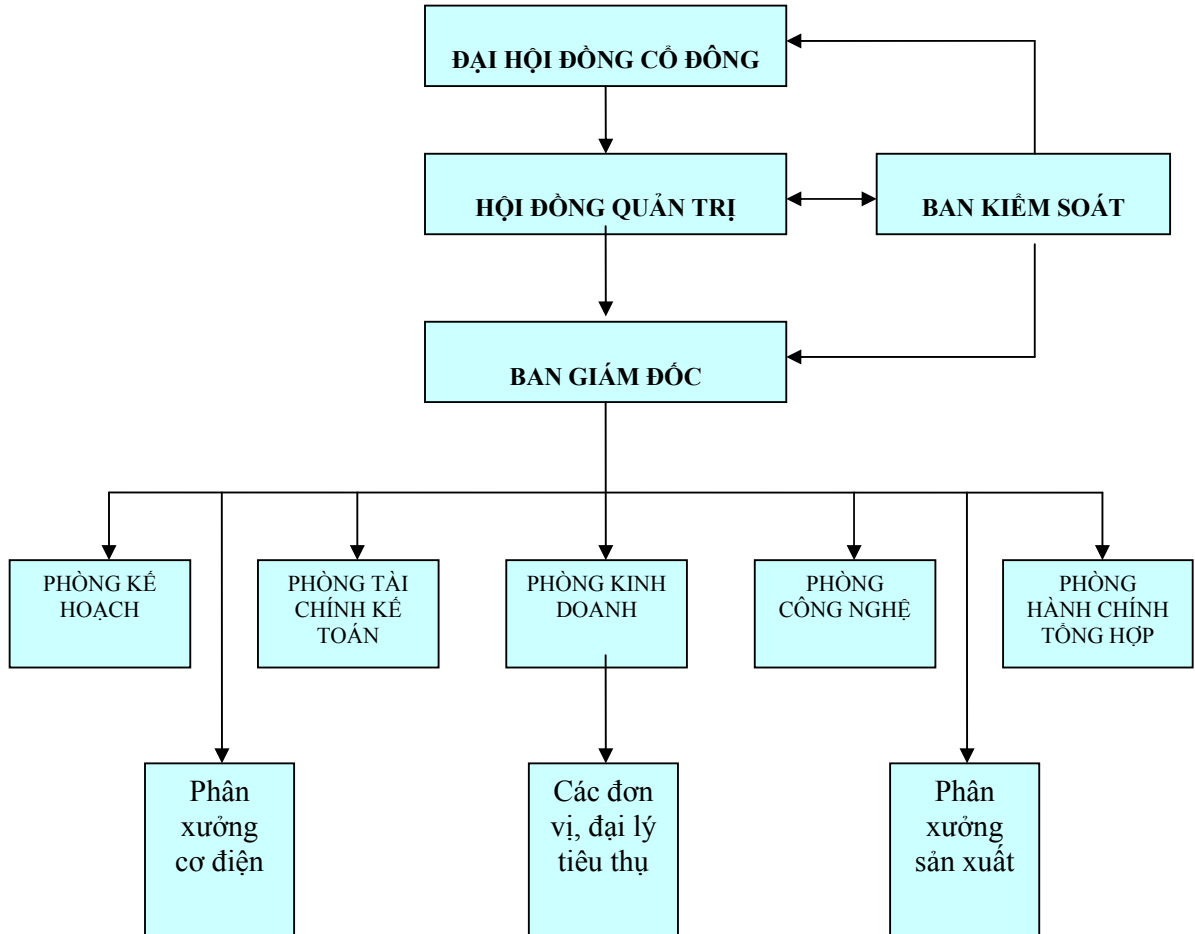 ĐẠI HỘI ĐỒNG CỔ ĐÔNG
HỘI ĐỒNG QUẢN TRỊ
BAN KIỂM SOÁT
BAN GIÁM ĐỐC
PHÒNG KẾ
HOẠCH
PHÒNG TÀI
CHÍNH KẾ
TOÁN
PHÒNG KINH
DOANH
PHÒNG
CÔNG NGHỆ
PHÒNG
HÀNH CHÍNH
TỔNG HỢP
Phân
xưởng
cơ điện
Các đơn
vị, đại lý
tiêu thụ
Phân
xưởng
sản xuất